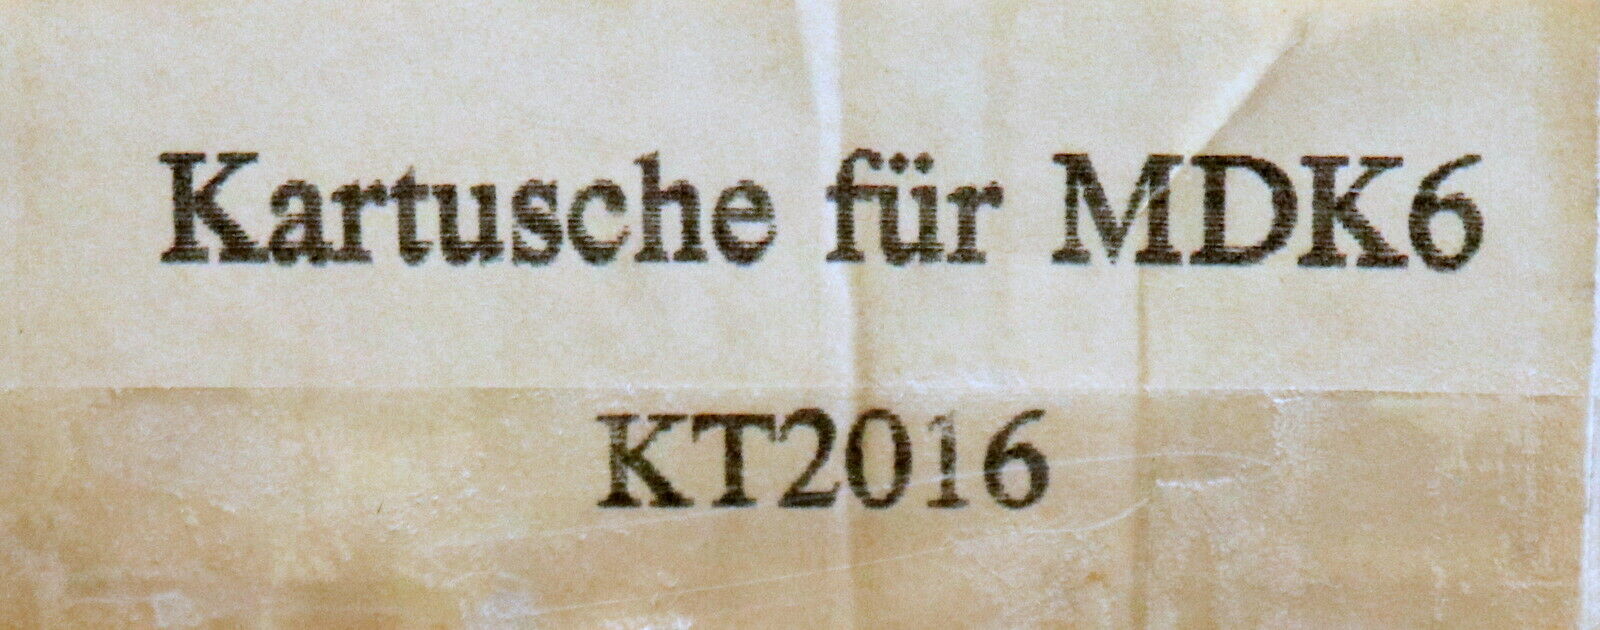 Kartusche für MDK6
KT2016